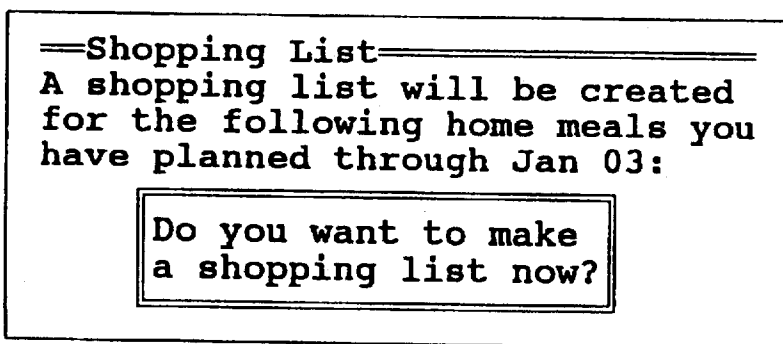 Shopping List
A shopping list will be created
for the following home meals you
have planned through Jan 03:
Do you want to make
a shopping list now?